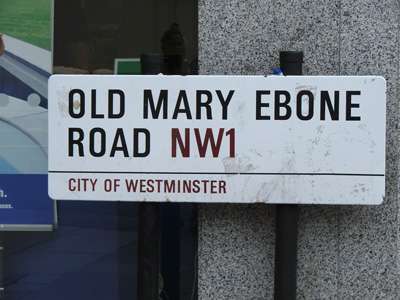 OLD MARY EBONE
ROAD NW1
CITY OF WESTMINSTER